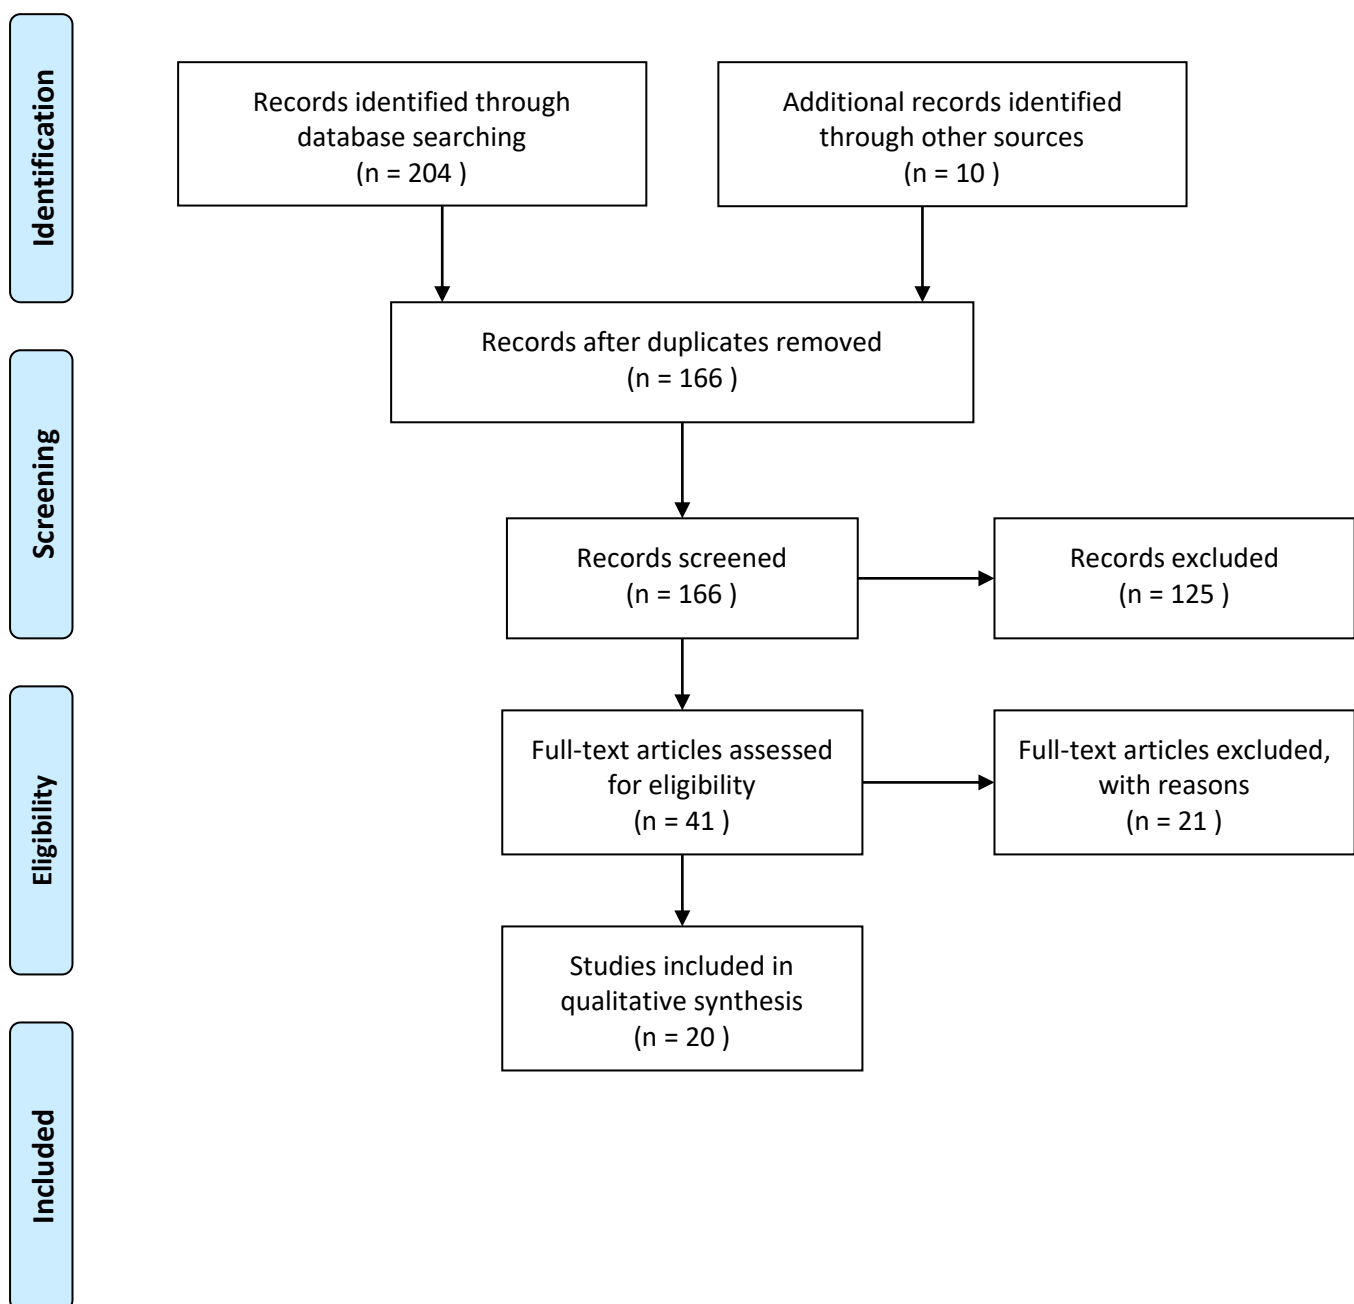 Identification
Records identified through
database searching
(n = 204 )
Additional records identified
through other sources
(n = 10 )
Records after duplicates removed
(n = 166 )
Screening
Records screened
(n = 166 )
Records excluded
(n = 125 )
Eligibility
Full-text articles assessed
for eligibility
(n = 41 )
Full-text articles excluded,
with reasons
(n = 21 )
Studies included in
qualitative synthesis
(n = 20 )
Included